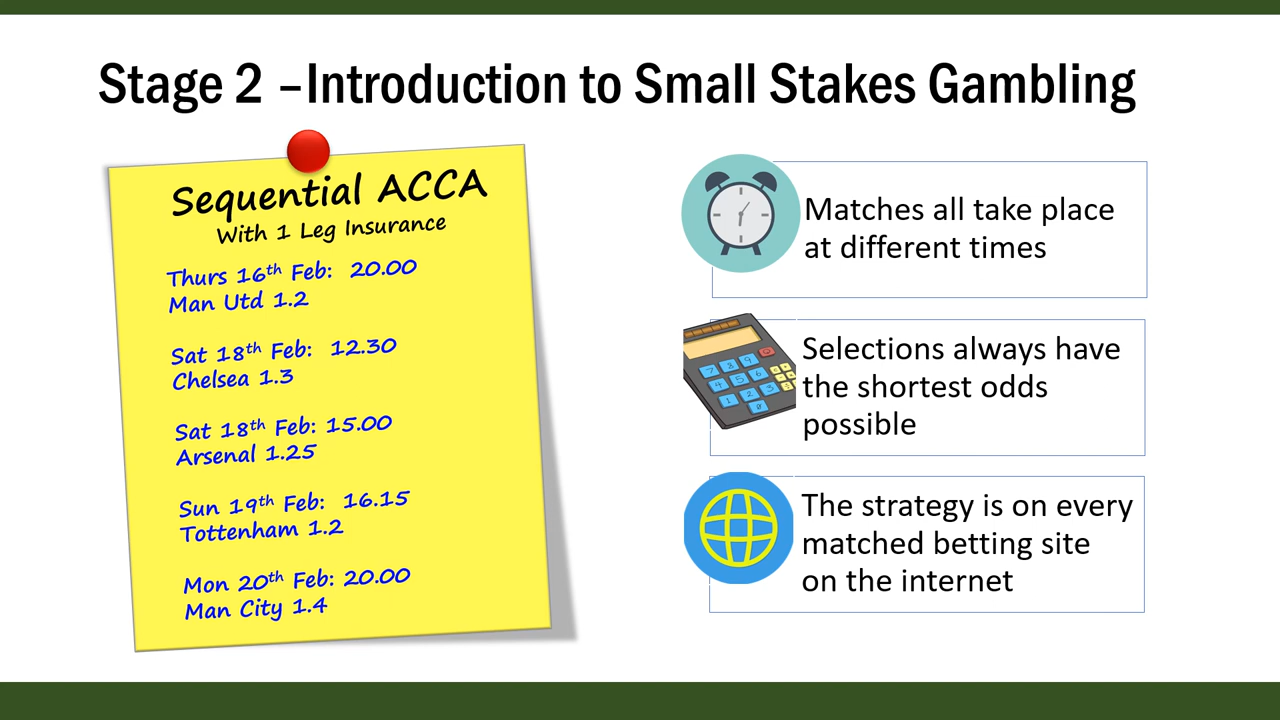 Stage 2 –Introduction to Small Stakes Gambling
Sequential ACCA
With 1 Leg Insurance
Thurs 16th Feb: 20.00
Man Utd 1.2
Sat 18th Feb: 12.30
Chelsea 1.3
Sat 18th Feb: 15.00
Arsenal 1.25
Sun 19th Feb: 16.15
Tottenham 1.2
Mon 20th Feb: 20.00
Man City 1.4
Matches all take place
at different times
Selections always have
the shortest odds
possible
The strategy is on every
matched betting site
on the internet